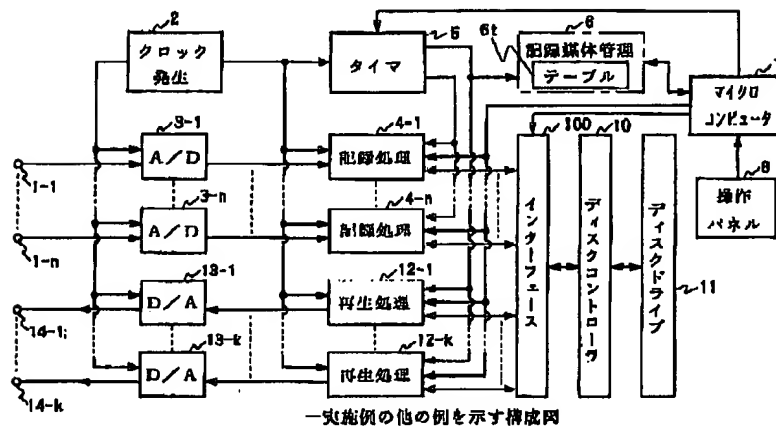 2
クロック
発生
5
タイマ
6t
6
記録媒体管理
テーブル
7
マイクロ
コンピュータ
8
操作
パネル
3-1
A/D
4-1
記録処理
100
10
インターフェース
ディスクコントローラ
ディスクドライブ
11
1-1
3-n
A/D
4-n
記録処理
1-n
13-1
D/A
12-1
再生処理
14-1
13-k
D/A
12-k
再生処理
14-k
一実施例の他の例を示す構成図